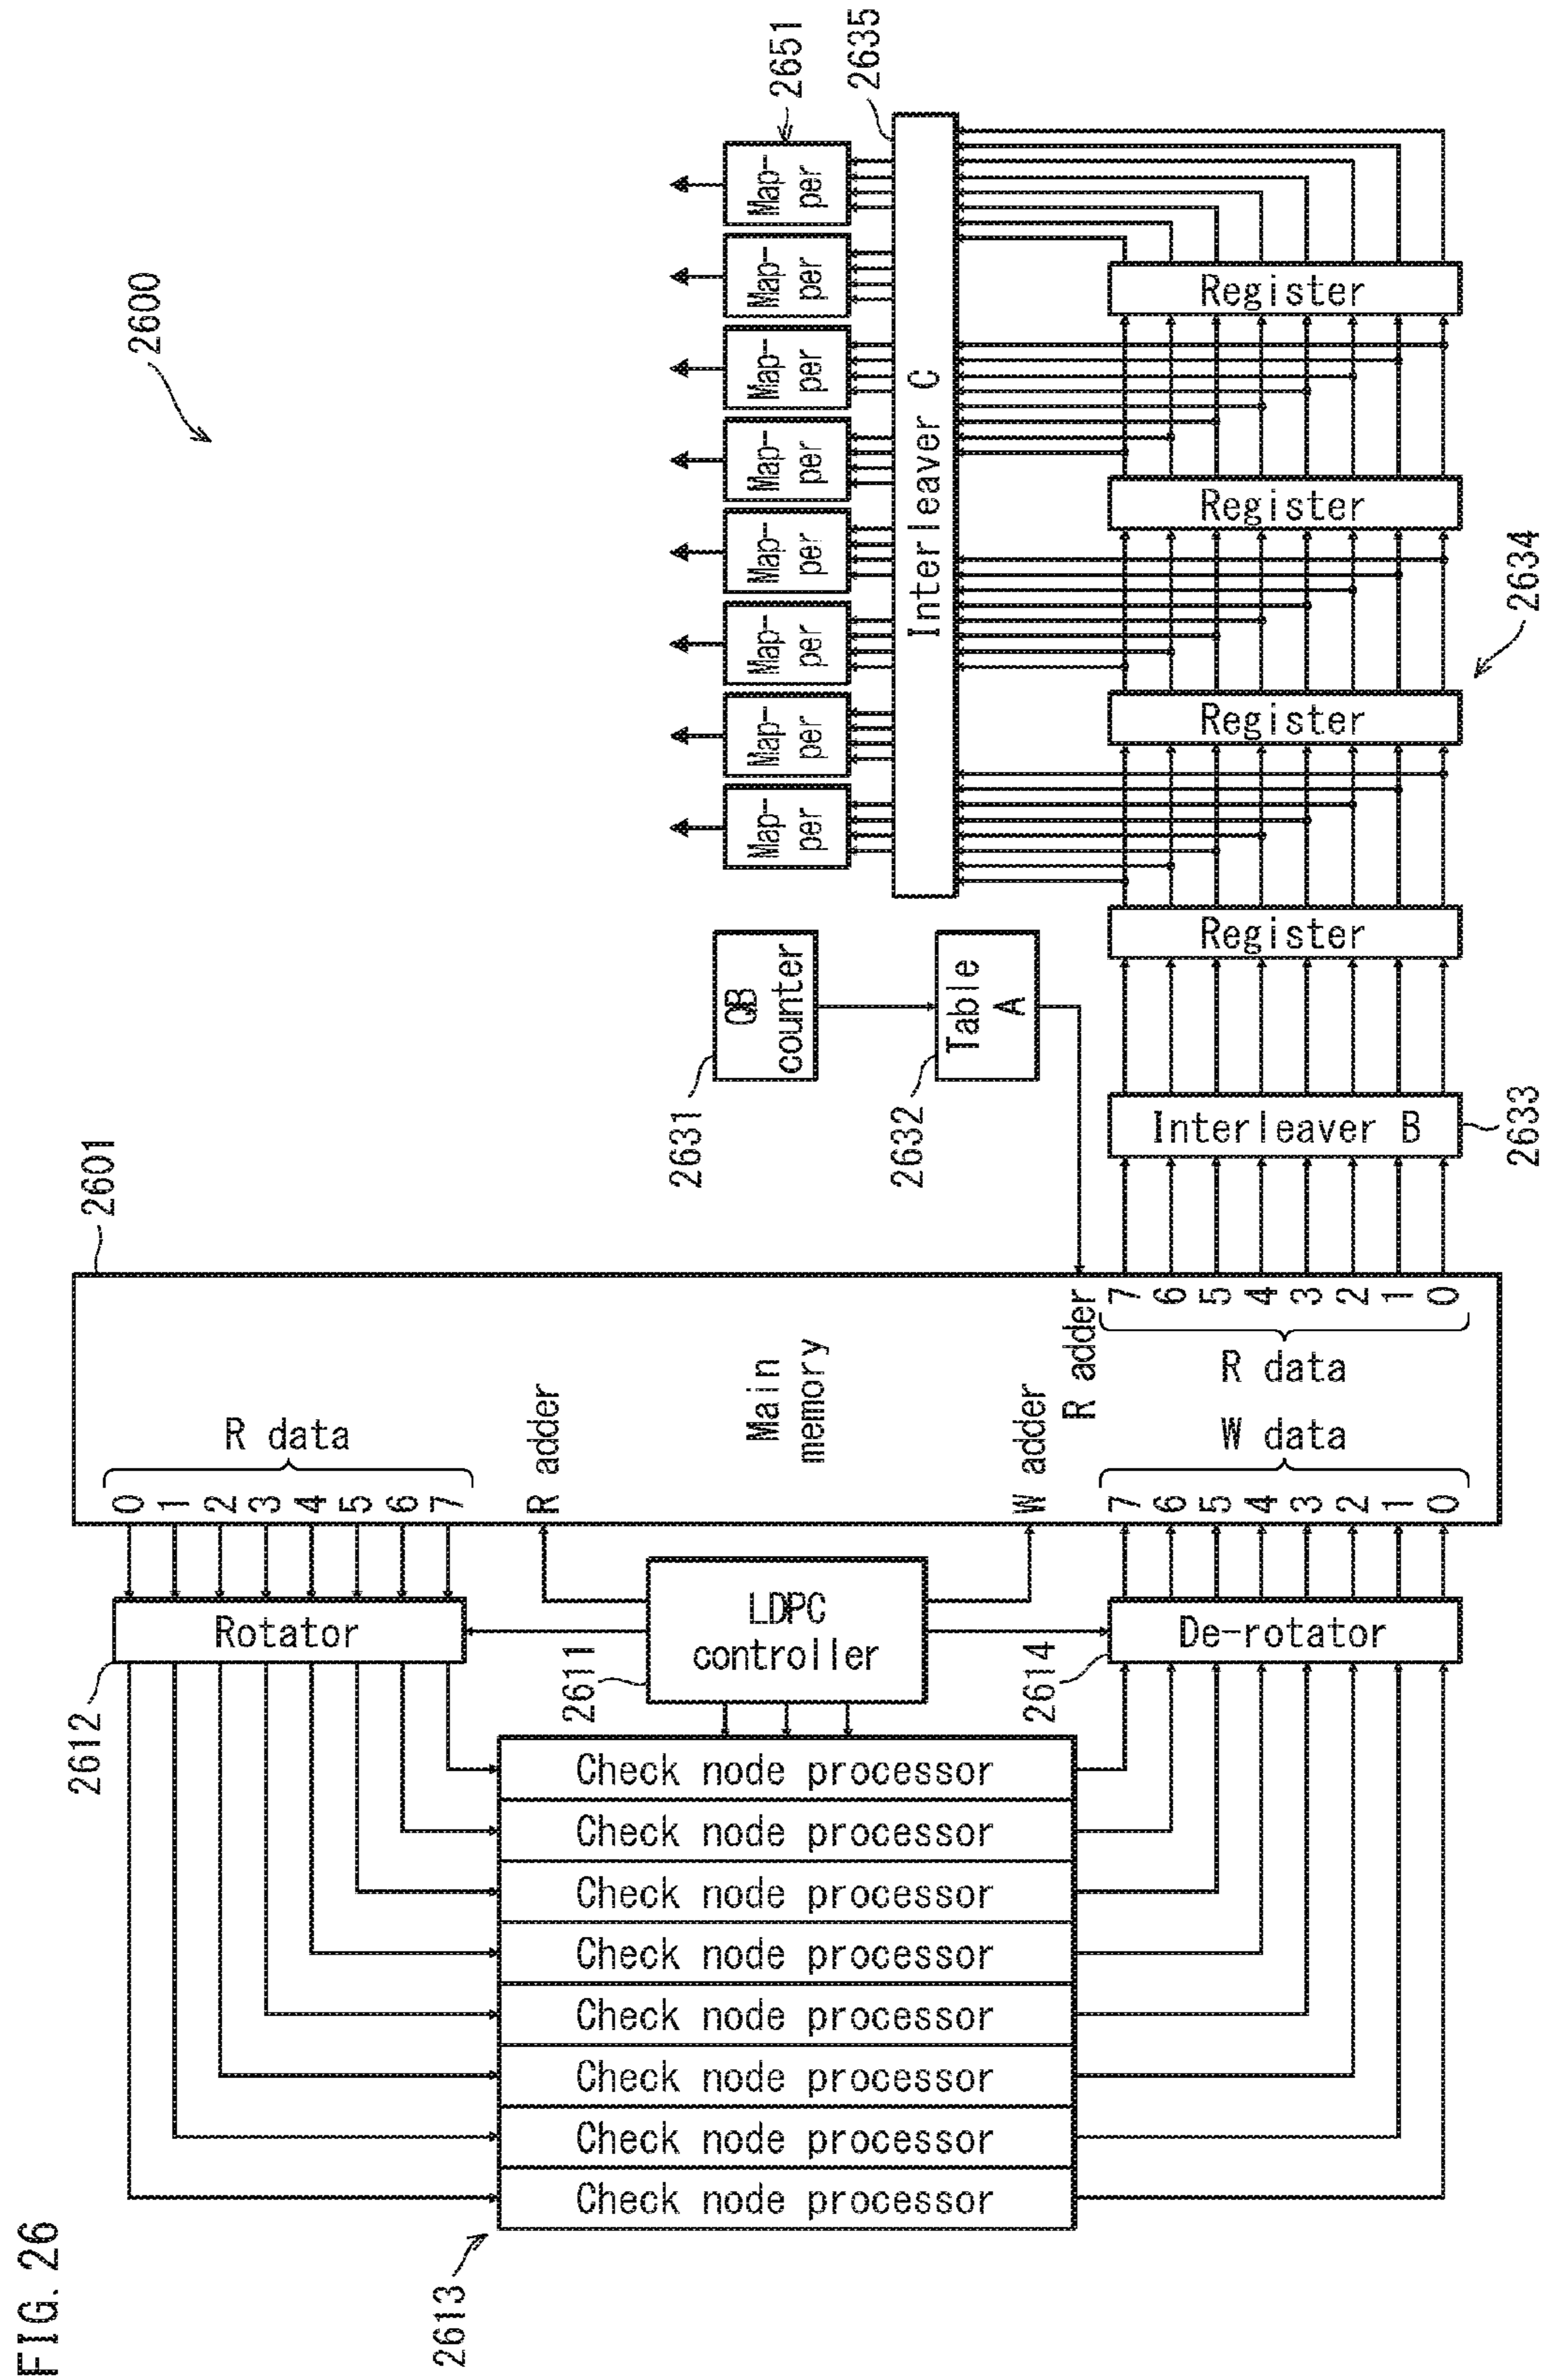 FIG. 26
2600
2613
Check node processor
Check node processor
Check node processor
Check node processor
Check node processor
Check node processor
Check node processor
Check node processor
2612
Rotator
2611
LDPC
controller
2614
De-rotator
2601
0
1
2
3
4
5
6
7
R data
R adder
Main
memory
W adder
7
6
5
4
3
2
1
0
W data
R adder
7
6
5
4
3
2
1
0
R data
2631
QB
counter
2632
Table
A
Interleaver B
2633
Register
Register
Register
Register
2634
Interleaver C
2635
Map-
per
Map-
per
Map-
per
Map-
per
Map-
per
Map-
per
Map-
per
Map-
per
2651